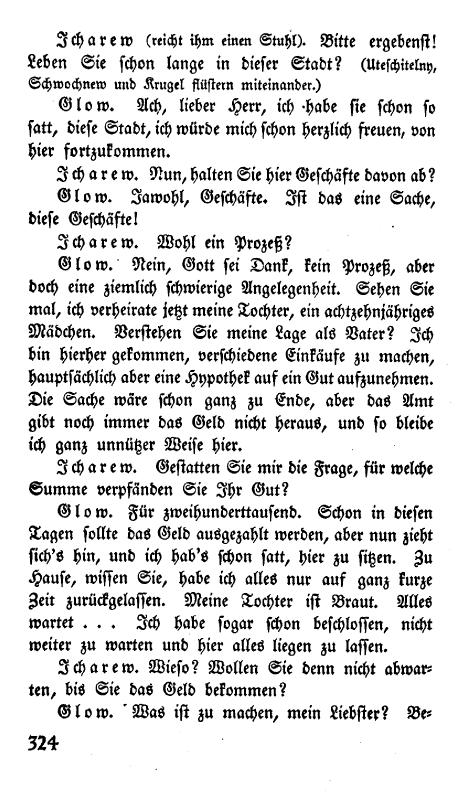 Icharew (reicht ihm einen Stuhl). Bitte ergebenst!
Leben Sie schon lange in dieser Stadt? (Uteschitelny,
Schwochnew und Krugel flüstern miteinander.)
Glow. Ach, lieber Herr, ich habe sie schon so
satt, diese Stadt, ich würde mich schon herzlich freuen, von
hier fortzukommen.
Icharew. Nun, halten Sie hier Geschäfte davon ab?
Glow. Jawohl, Geschäfte. Ist das eine Sache,
diese Geschäfte!
Icharew. Wohl ein Prozeß?
Glow. Nein, Gott sei Dank, kein Prozeß, aber
doch eine ziemlich schwierige Angelegenheit. Sehen Sie
mal, ich verheirate jetzt meine Tochter, ein achtzehnjähriges
Mädchen. Verstehen Sie meine Lage als Vater? Ich
bin hierher gekommen, verschiedene Einkäufe zu machen,
hauptsächlich aber eine Hypothek auf ein Gut aufzunehmen.
Die Sache wäre schon ganz zu Ende, aber das Amt
gibt noch immer das Geld nicht heraus, und so bleibe
ich ganz unnützer Weise hier.
Icharew. Gestatten Sie mir die Frage, für welche
Summe verpfänden Sie Ihr Gut?
Glow. Für zweihunderttausend. Schon in diesen
Tagen sollte das Geld ausgezahlt werden, aber nun zieht
sich's hin, und ich hab's schon satt, hier zu sitzen. Zu
Hause, wissen Sie, habe ich alles nur auf ganz kurze
Zeit zurückgelassen. Meine Tochter ist Braut. Alles
wartet . . . Ich habe sogar schon beschlossen, nicht
weiter zu warten und hier alles liegen zu lassen.
Icharew. Wieso? Wollen Sie denn nicht abwar-
ten, bis Sie das Geld bekommen?
Glow. Was ist zu machen, mein Liebster? Be-
324